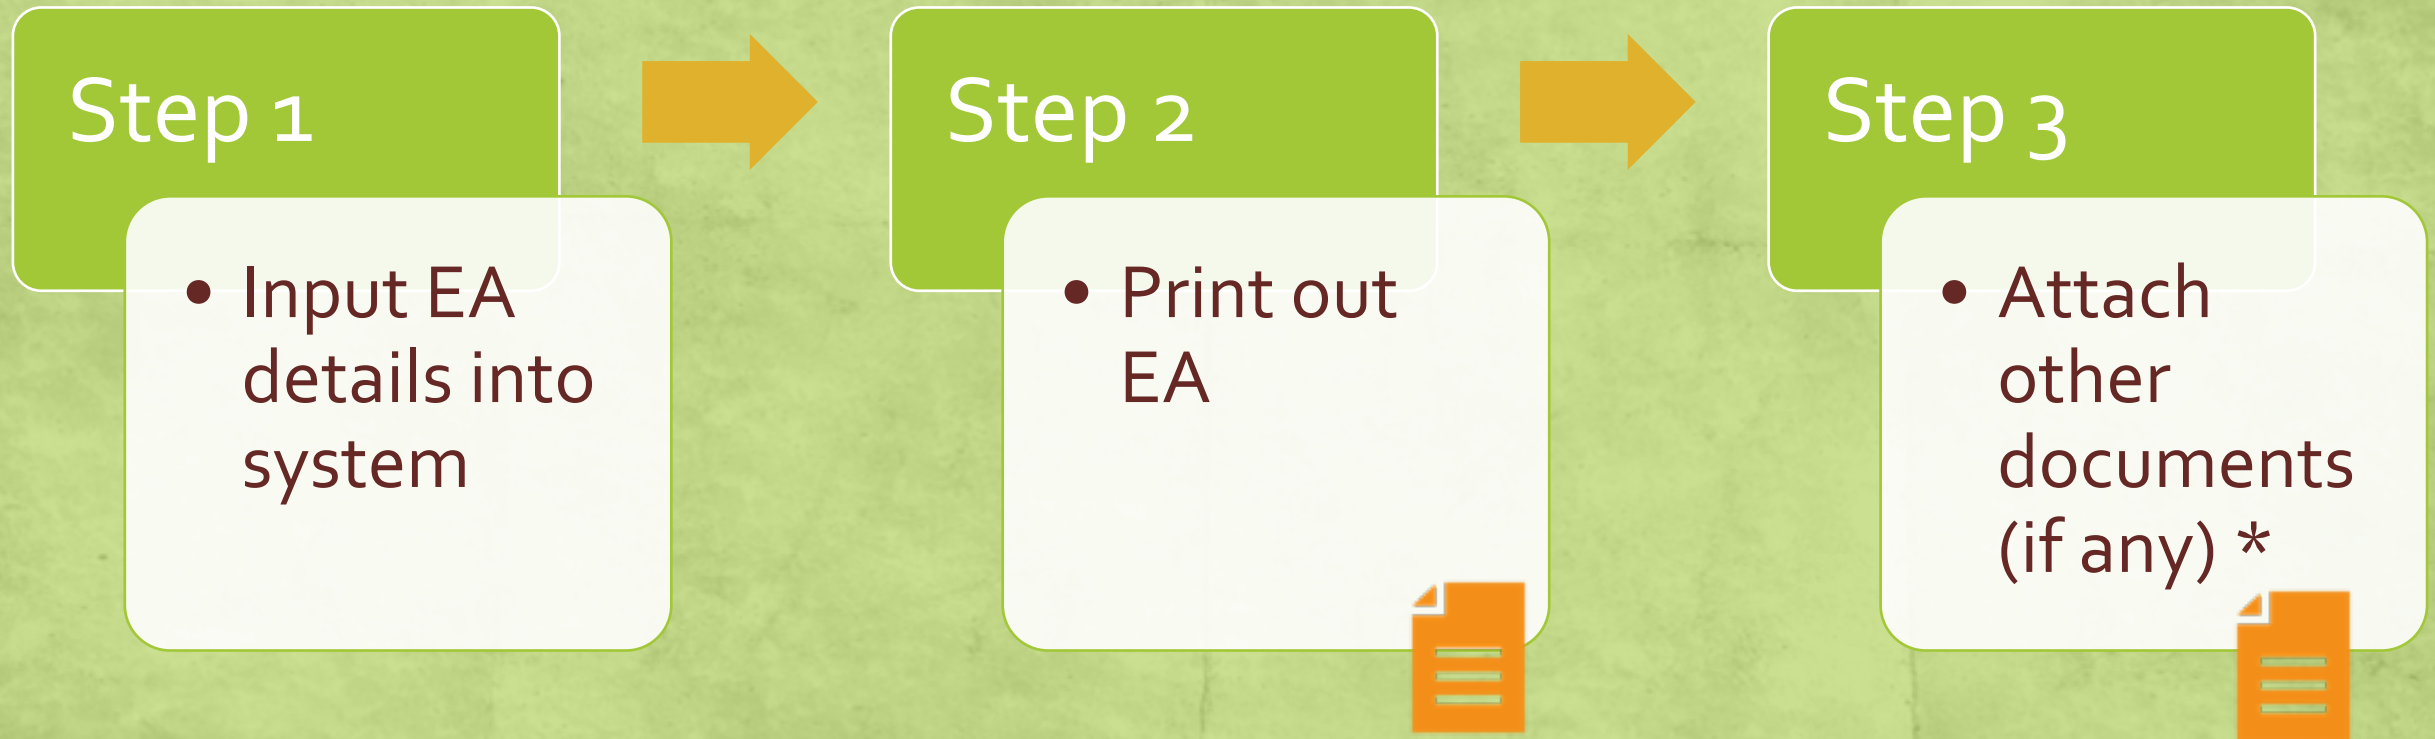 Step 1
• Input EA
details into
system
Step 2
• Print out
EA
Step 3
• Attach
other
documents
(if any) *